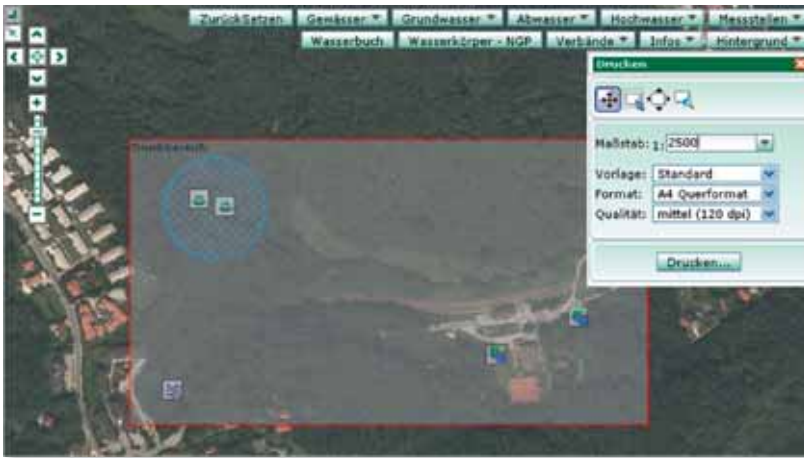 ZurückSetzen Gewässer Grundwasser Abwasser Hochwasser Messstellen
Wasserbuch Wasserkörper - NGP Verbände Infos Hintergrund
Drucken
Druckbereich
Maßstab: 1: 2500
Vorlage: Standard
Format: A4 Querformat
Qualität: mittel (120 dpi)
Drucken...